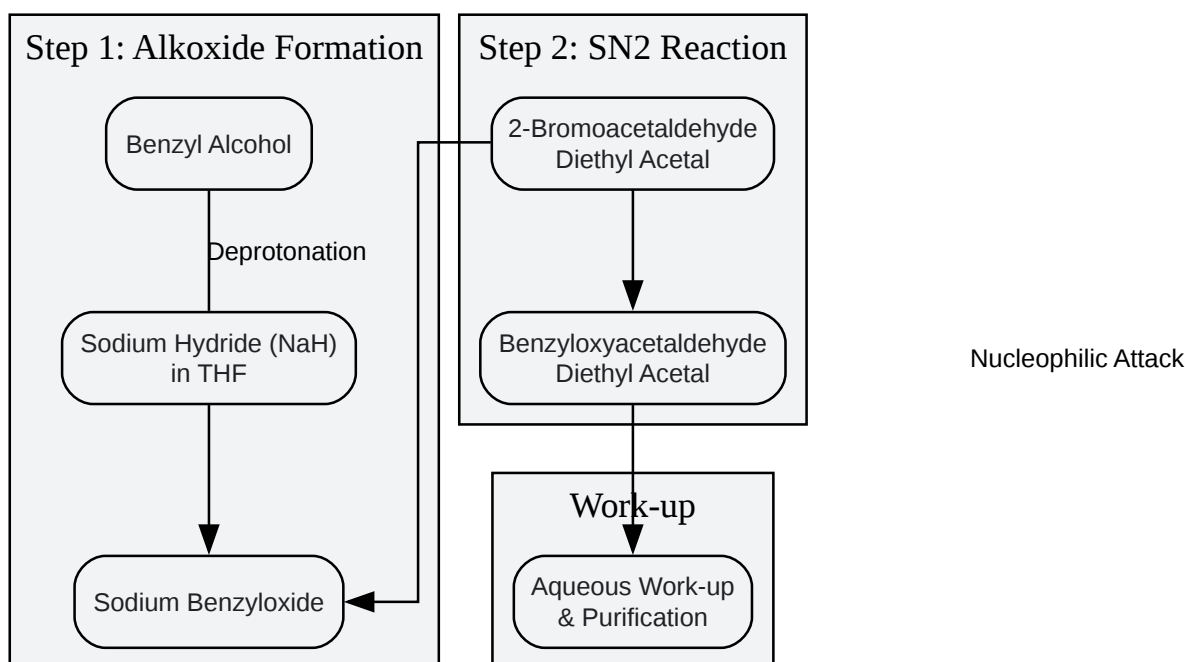 Step 1: Alkoxide Formation
Benzyl Alcohol
Deprotonation
Sodium Hydride (NaH)
in THF
Sodium Benzyloxide
Step 2: SN2 Reaction
2-Bromoacetaldehyde
Diethyl Acetal
Benzyloxyacetaldehyde
Diethyl Acetal
Nucleophilic Attack
Work-up
Aqueous Work-up
& Purification